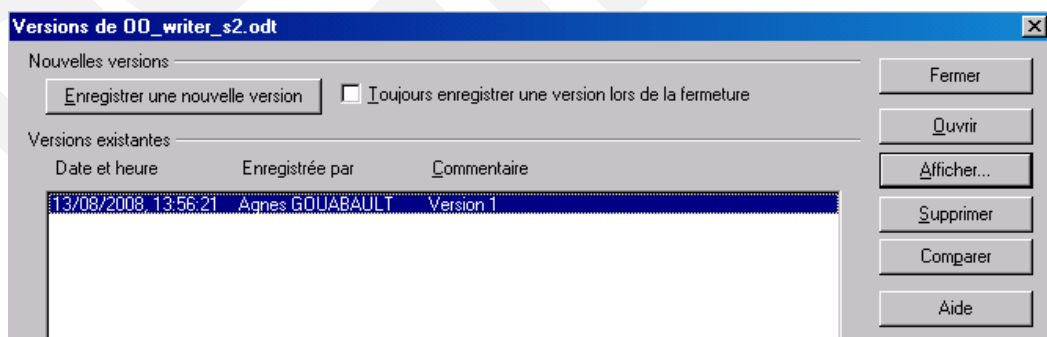 Versions de OO_writer_s2.odt
Nouvelles versions
Enregistrer une nouvelle version
Toujours enregistrer une version lors de la fermeture
Fermer
Ouvrir
Versions existantes
Date et heure Enregistrée par Commentaire
Afficher...
13/08/2008, 13:56:21 Agnes GOUABAULT Version 1
Supprimer
Comparer
Aide